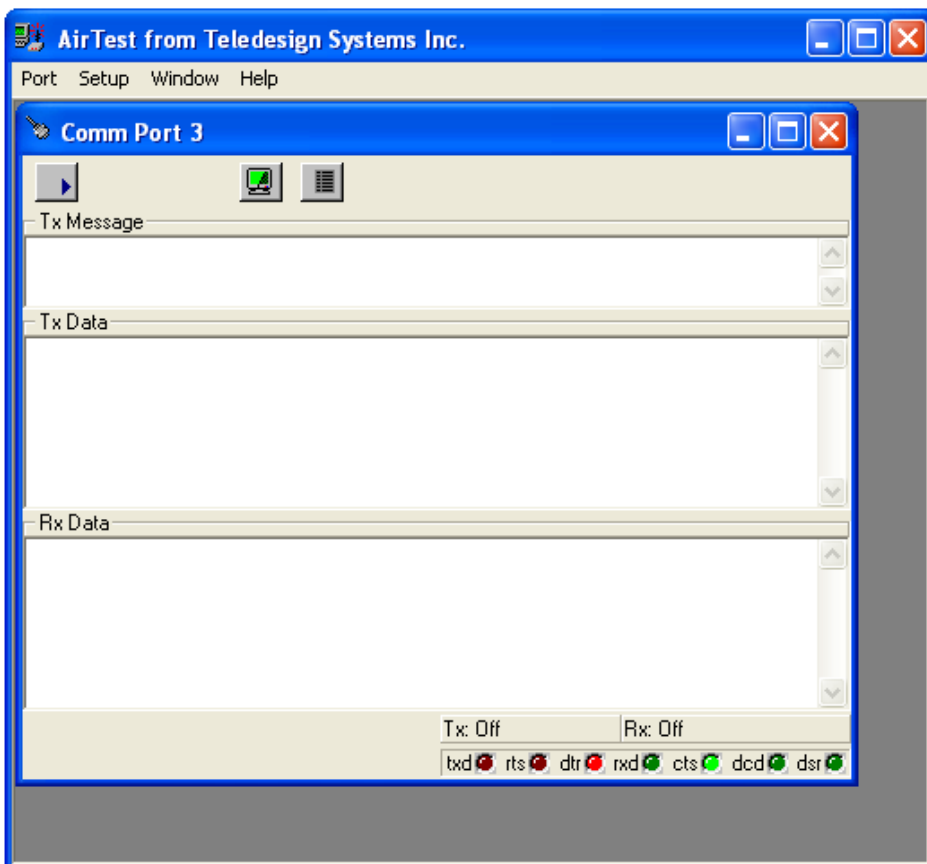 AirTest from Teledesign Systems Inc.
Port Setup Window Help
Comm Port 3
Tx Message
Tx Data
Rx Data
Tx: Off Rx: Off
txd rts dtr rxd cts dcd dsr